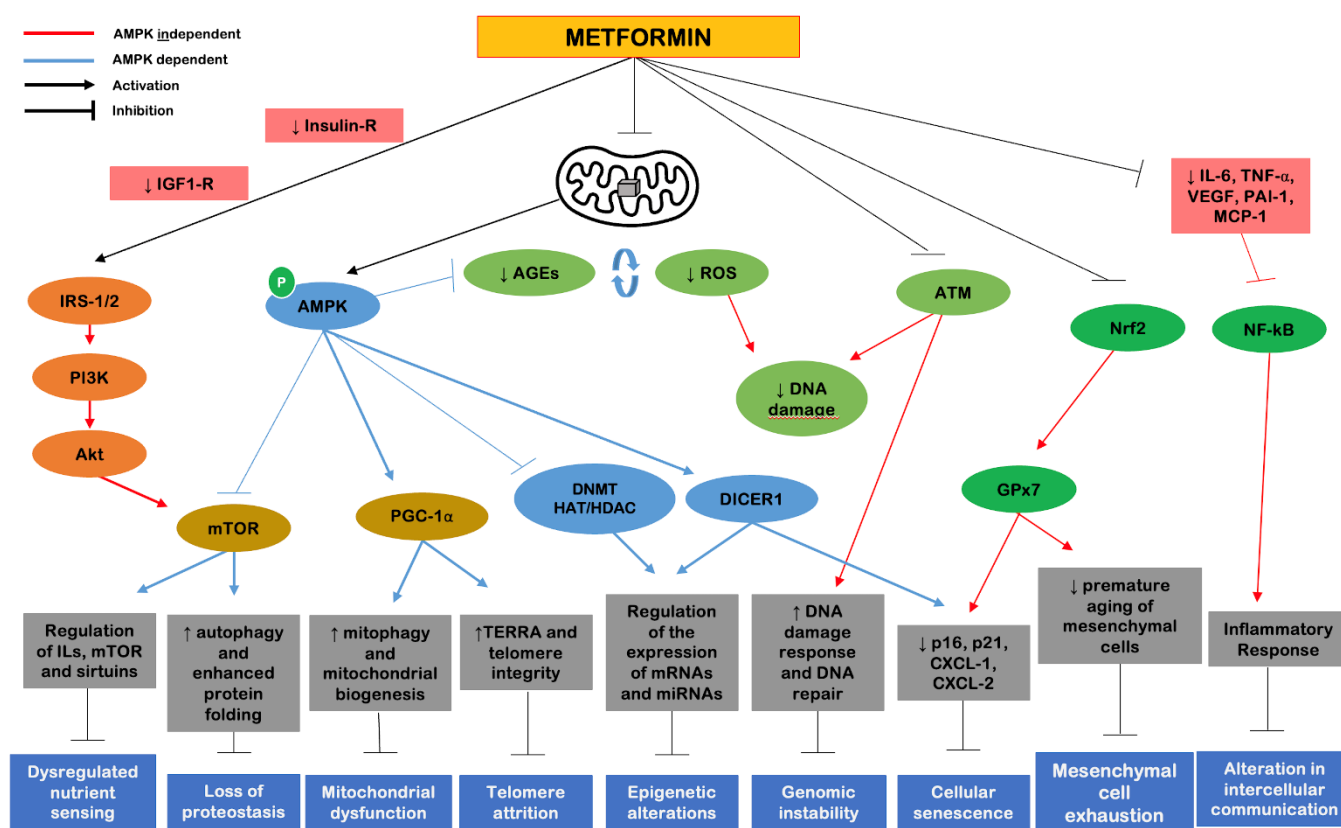 AMPK independent
AMPK dependent
Activation
Inhibition
METFORMIN
↓ Insulin-R
↓ IGF1-R
↓ IL-6, TNF-α,
VEGF, PAI-1,
MCP-1
P
AMPK
↓ AGEs
↓ ROS
ATM
IRS-1/2
Nrf2
NF-kB
PI3K
↓ DNA
damage
Akt
mTOR
PGC-1α
DNMT
HAT/HDAC
DICER1
GPx7
Regulation
of ILs, mTOR
and sirtuins
↑ autophagy
and
enhanced
protein
folding
↑ mitophagy
and
mitochondrial
biogenesis
↑TERRA and
telomere
integrity
Regulation
of the
expression
of mRNAs
and miRNAs
↑ DNA
damage
response
and DNA
repair
↓ p16, p21,
CXCL-1,
CXCL-2
↓ premature
aging of
mesenchymal
cells
Inflammatory
Response
Dysregulated
nutrient
sensing
Loss of
proteostasis
Mitochondrial
dysfunction
Telomere
attrition
Epigenetic
alterations
Genomic
instability
Cellular
senescence
Mesenchymal
cell
exhaustion
Alteration in
intercellular
communication